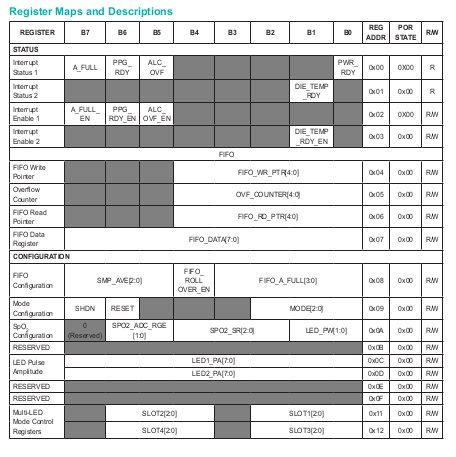 Register Maps and Descriptions
REGISTER B7 B6 B5 B4 B3 B2 B1 B0 REG ADDR POR STATE R/W
STATUS
Interrupt Status 1 A_FULL PPG_RDY ALC_OVF PWR_RDY 0x00 0X00 R
Interrupt Status 2 DIE_TEMP_RDY 0x01 0x00 R
Interrupt Enable 1 A_FULL_EN PPG_RDY_EN ALC_OVF_EN 0x02 0X00 R/W
Interrupt Enable 2 DIE_TEMP_RDY_EN 0x03 0x00 R/W
FIFO
FIFO Write Pointer FIFO_WR_PTR[4:0] 0x04 0x00 R/W
Overflow Counter OVF_COUNTER[4:0] 0x05 0x00 R/W
FIFO Read Pointer FIFO_RD_PTR[4:0] 0x06 0x00 R/W
FIFO Data Register FIFO_DATA[7:0] 0x07 0x00 R/W
CONFIGURATION
FIFO Configuration SMP_AVE[2:0] FIFO_ROLLOVER_EN FIFO_A_FULL[3:0] 0x08 0x00 R/W
Mode Configuration SHDN RESET MODE[2:0] 0x09 0x00 R/W
SpO2 Configuration 0 (Reserved) SPO2_ADC_RGE [1:0] SPO2_SR[2:0] LED_PW[1:0] 0x0A 0x00 R/W
RESERVED 0x0B 0x00 R/W
LED Pulse Amplitude LED1_PA[7:0] 0x0C 0x00 R/W
LED2_PA[7:0] 0x0D 0x00 R/W
RESERVED 0x0E 0x00 R/W
RESERVED 0x0F 0x00 R/W
Multi-LED Mode Control Registers SLOT2[2:0] SLOT1[2:0] 0x11 0x00 R/W
SLOT4[2:0] SLOT3[2:0] 0x12 0x00 R/W